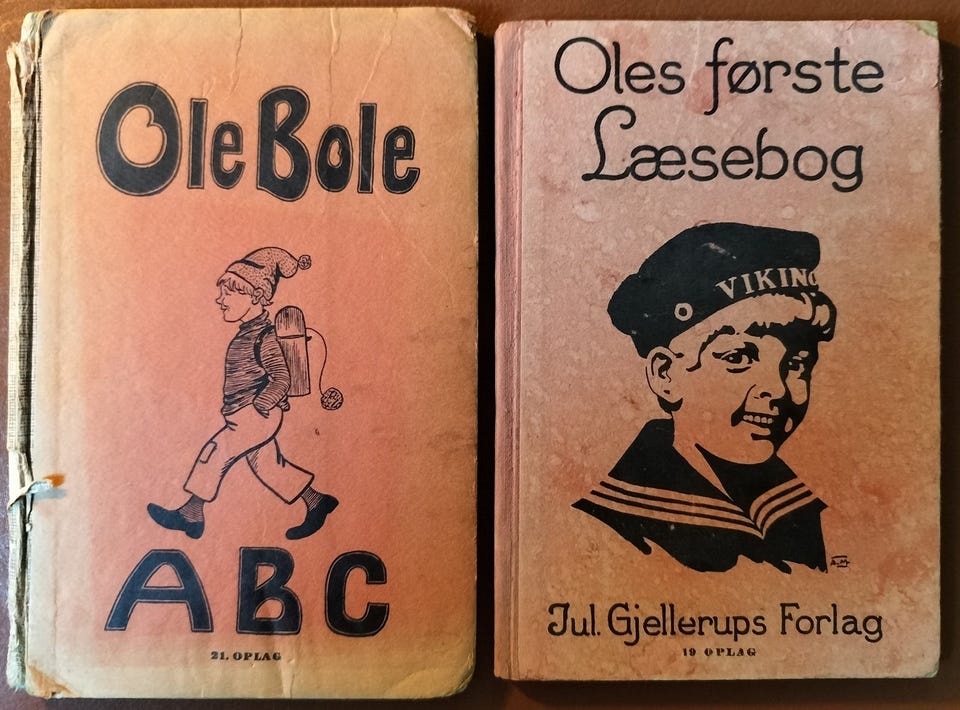 Ole Bole
ABC
21. OPLAG
Oles første
Læsebog
VIKING
Jul. Gjellerups Forlag
19 OPLAG